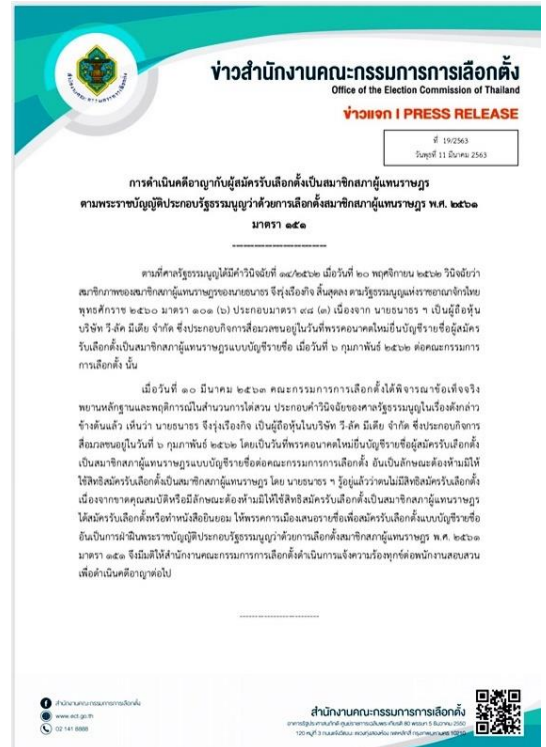 ข่าวสำนักงานคณะกรรมการการเลือกตั้ง
Office of the Election Commission of Thailand
ข่าวแจก I PRESS RELEASE
ที่ 19/2563
วันพุธที่ 11 มีนาคม 2563
การดำเนินคดีอาญากับผู้สมัครรับเลือกตั้งเป็นสมาชิกสภาผู้แทนราษฎร
ตามพระราชบัญญัติประกอบรัฐธรรมนูญว่าด้วยการเลือกตั้งสมาชิกสภาผู้แทนราษฎร พ.ศ. ๒๕๖๑
มาตรา ๑๕๑
ตามที่ศาลรัฐธรรมนูญได้มีคำวินิจฉัยที่ ๑๔/๒๕๖๒ เมื่อวันที่ ๒๐ พฤศจิกายน ๒๕๖๒ วินิจฉัยว่า
สมาชิกภาพของสมาชิกสภาผู้แทนราษฎรของนายธนาธร จึงรุ่งเรืองกิจ สิ้นสุดลง ตามรัฐธรรมนูญแห่งราชอาณาจักรไทย
พุทธศักราช ๒๕๖๐ มาตรา ๑๐๑ (๖) ประกอบมาตรา ๙๘ (๓) เนื่องจาก นายธนาธร ฯ เป็นผู้ถือหุ้น
บริษัท วี-ลัค มีเดีย จำกัด ซึ่งประกอบกิจการสื่อมวลชนอยู่ในวันที่พรรคอนาคตใหม่ยื่นบัญชีรายชื่อผู้สมัคร
รับเลือกตั้งเป็นสมาชิกสภาผู้แทนราษฎรแบบบัญชีรายชื่อ เมื่อวันที่ ๖ กุมภาพันธ์ ๒๕๖๒ ต่อคณะกรรมการ
การเลือกตั้ง นั้น
เมื่อวันที่ ๑๐ มีนาคม ๒๕๖๓ คณะกรรมการการเลือกตั้งได้พิจารณาข้อเท็จจริง
พยานหลักฐานและพฤติการณ์ในสำนวนการไต่สวน ประกอบคำวินิจฉัยของศาลรัฐธรรมนูญในเรื่องดังกล่าว
ข้างต้นแล้ว เห็นว่า นายธนาธร จึงรุ่งเรืองกิจ เป็นผู้ถือหุ้นในบริษัท วี-ลัค มีเดีย จำกัด ซึ่งประกอบกิจการ
สื่อมวลชนอยู่ในวันที่ ๖ กุมภาพันธ์ ๒๕๖๒ โดยเป็นวันที่พรรคอนาคตใหม่ยื่นบัญชีรายชื่อผู้สมัครรับเลือกตั้ง
เป็นสมาชิกสภาผู้แทนราษฎรแบบบัญชีรายชื่อต่อคณะกรรมการการเลือกตั้ง อันเป็นลักษณะต้องห้ามมิให้
ใช้สิทธิสมัครรับเลือกตั้งเป็นสมาชิกสภาผู้แทนราษฎร โดย นายธนาธร ฯ รู้อยู่แล้วว่าตนไม่มีสิทธิสมัครรับเลือกตั้ง
เนื่องจากขาดคุณสมบัติหรือมีลักษณะต้องห้ามมิให้ใช้สิทธิสมัครรับเลือกตั้งเป็นสมาชิกสภาผู้แทนราษฎร
ได้สมัครรับเลือกตั้งหรือทำหนังสือยินยอม ให้พรรคการเมืองเสนอรายชื่อเพื่อสมัครรับเลือกตั้งแบบบัญชีรายชื่อ
อันเป็นการฝ่าฝืนพระราชบัญญัติประกอบรัฐธรรมนูญว่าด้วยการเลือกตั้งสมาชิกสภาผู้แทนราษฎร พ.ศ. ๒๕๖๑
มาตรา ๑๕๑ จึงมีมติให้สำนักงานคณะกรรมการการเลือกตั้งดำเนินการแจ้งความร้องทุกข์ต่อพนักงานสอบสวน
เพื่อดำเนินคดีอาญาต่อไป
สำนักงานคณะกรรมการการเลือกตั้ง
www.ect.go.th
02 141 8888
สำนักงานคณะกรรมการการเลือกตั้ง
120 หมู่ที่ 3 ถนนแจ้งวัฒนะ แขวงทุ่งสองห้อง เขตหลักสี่ กรุงเทพมหานคร 10210